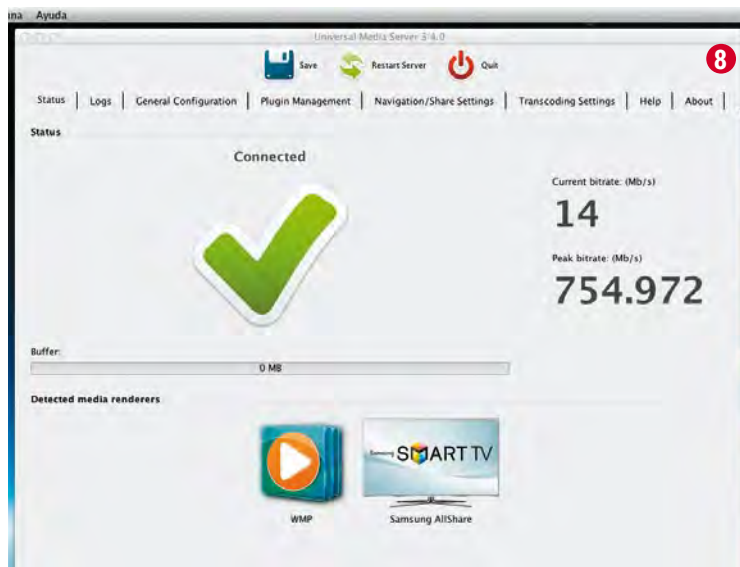 una Ayuda
Universal Media Server 3.4.0
8
Save Restart Server Quit
Status | Logs | General Configuration | Plugin Management | Navigation/Share Settings | Transcoding Settings | Help | About |
Status
Connected
Current bitrate: (Mb/s)
14
Peak bitrate: (Mb/s)
754.972
Buffer:
0 MB
Detected media renderers
Samsung SMART TV
WMP Samsung AllShare